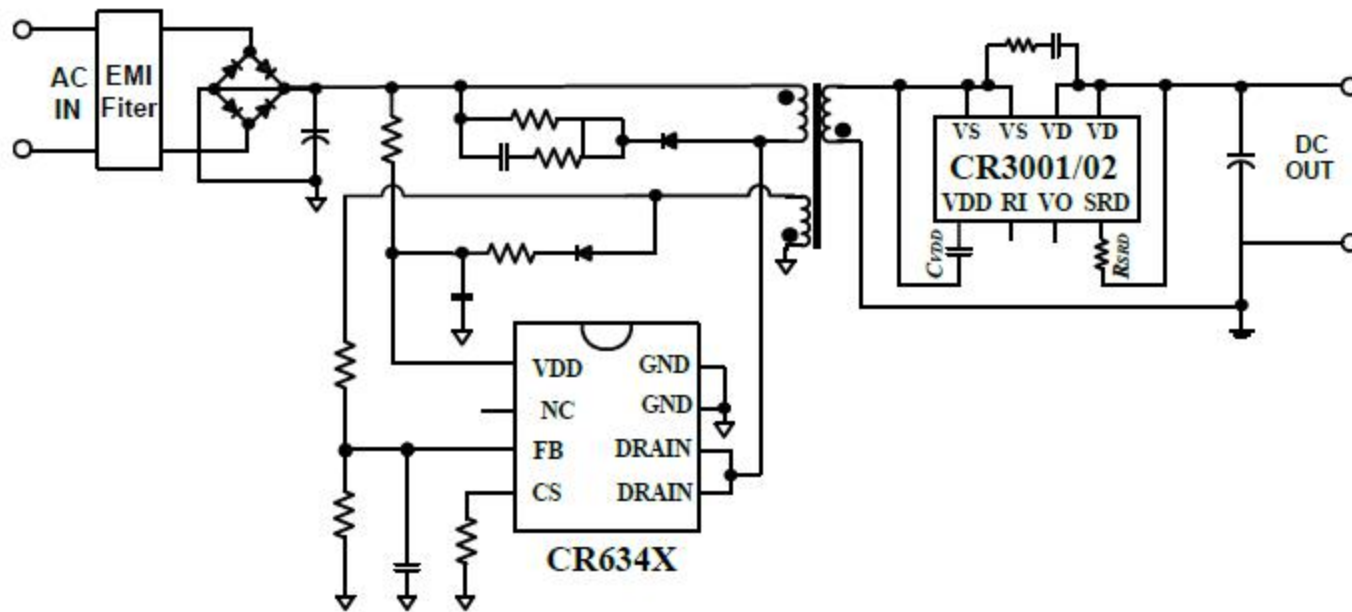 AC
IN
EMI
Fiter
VS VS VD VD
CR3001/02
VDD RI VO SRD
CVDD
RSRD
DC
OUT
VDD
GND
NC
GND
FB
DRAIN
CS
DRAIN
CR634X